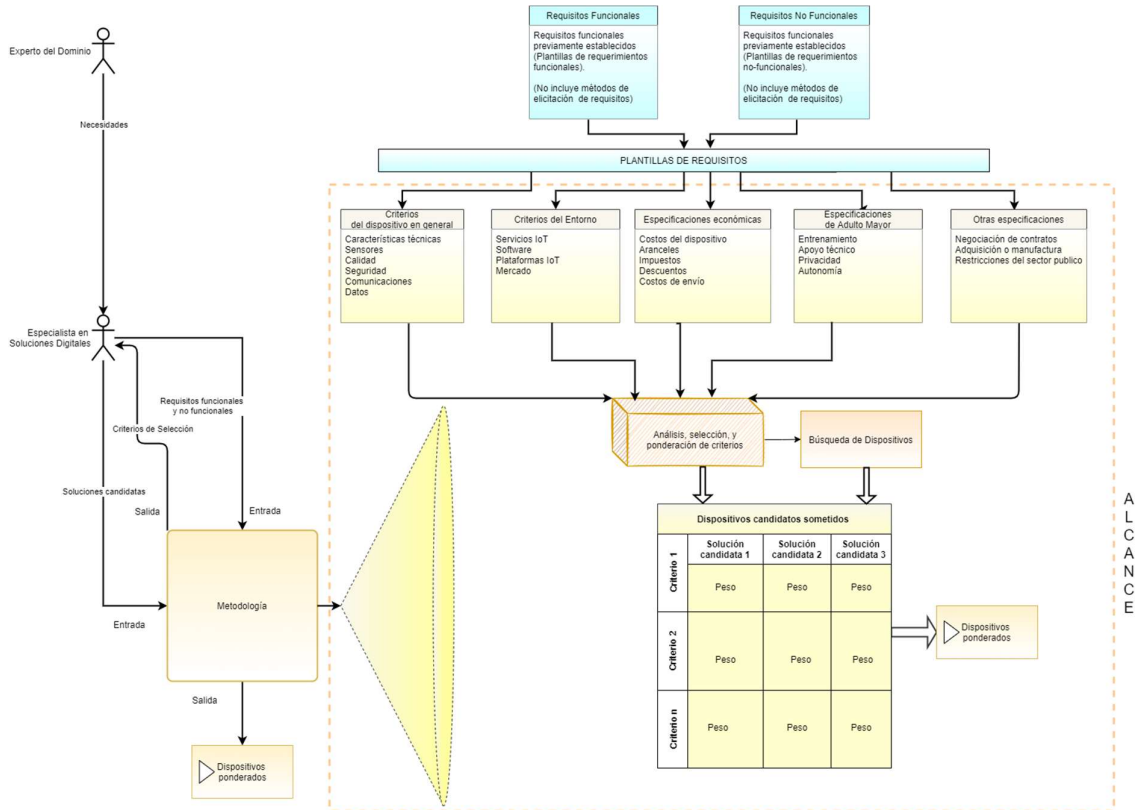 Experto del Dominio
Necesidades
Especialista en
Soluciones Digitales
Requisitos funcionales
y no funcionales
Criterios de Selección
Soluciones candidatas
Salida
Entrada
Metodología
Entrada
Salida
Dispositivos
ponderados
Requisitos Funcionales
Requisitos funcionales
previamente establecidos
(Plantillas de requerimientos
funcionales).
(No incluye métodos de
elicitación de requisitos)
Requisitos No Funcionales
Requisitos funcionales
previamente establecidos
(Plantillas de requerimientos
no-funcionales).
(No incluye métodos de
elicitación de requisitos)
PLANTILLAS DE REQUISITOS
Criterios
del dispositivo en general
Características técnicas
Sensores
Calidad
Seguridad
Comunicaciones
Datos
Criterios del Entorno
Servicios IoT
Software
Plataformas IoT
Mercado
Especificaciones económicas
Costos del dispositivo
Aranceles
Impuestos
Descuentos
Costos de envío
Especificaciones
de Adulto Mayor
Entrenamiento
Apoyo técnico
Privacidad
Autonomía
Otras especificaciones
Negociación de contratos
Adquisición o manufactura
Restricciones del sector publico
Análisis, selección, y
ponderación de criterios
Búsqueda de Dispositivos
Dispositivos candidatos sometidos
Solución candidata 1
Solución candidata 2
Solución candidata 3
Criterio 1
Peso
Peso
Peso
Criterio 2
Peso
Peso
Peso
Criterio n
Peso
Peso
Peso
Dispositivos
ponderados
ALCANCE